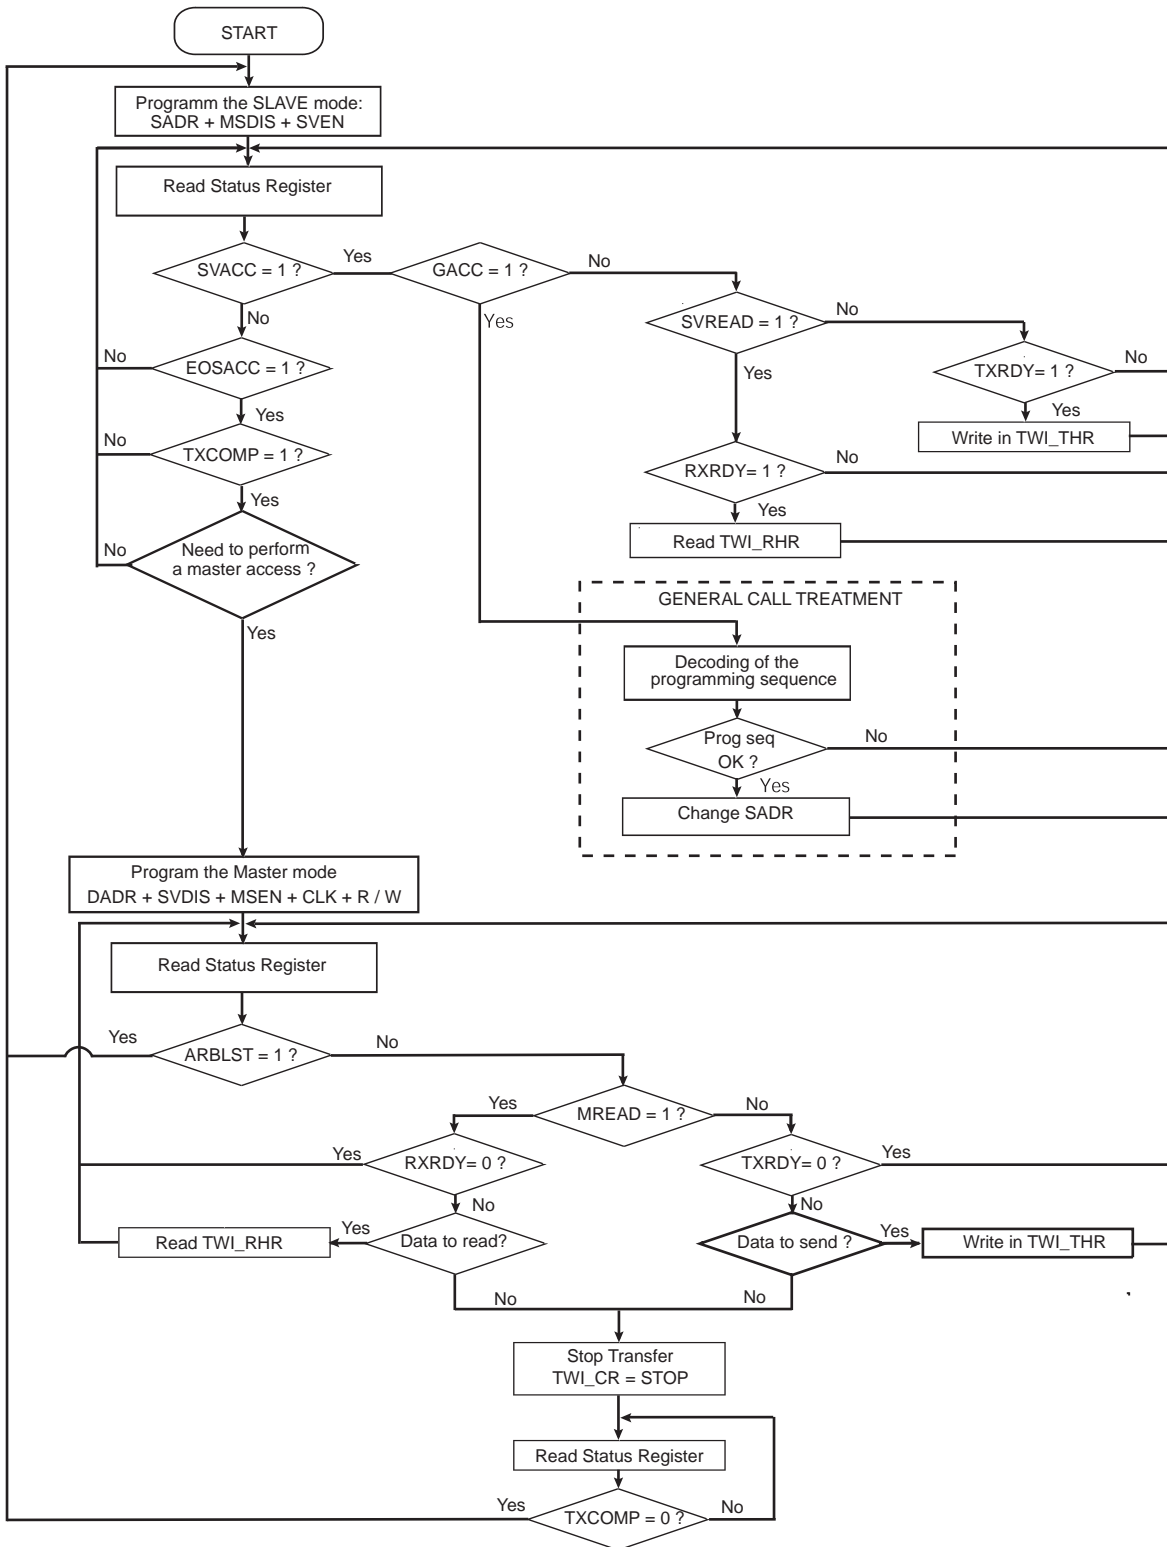 START
Programm the SLAVE mode:
SADR + MSDIS + SVEN
Read Status Register
SVACC = 1 ?
Yes
GACC = 1 ?
No
SVREAD = 1 ?
No
No
Yes
EOSACC = 1 ?
No
Yes
TXRDY= 1 ?
No
Yes
Yes
Write in TWI_THR
TXCOMP = 1 ?
No
RXRDY= 1 ?
No
Yes
Yes
Read TWI_RHR
Need to perform
a master access ?
No
GENERAL CALL TREATMENT
Yes
Decoding of the
programming sequence
Prog seq
OK ?
No
Yes
Change SADR
Program the Master mode
DADR + SVDIS + MSEN + CLK + R / W
Read Status Register
Yes
ARBLST = 1 ?
No
Yes
MREAD = 1 ?
No
Yes
RXRDY= 0 ?
TXRDY= 0 ?
Yes
No
No
Read TWI_RHR
Yes
Data to read?
Data to send ?
Yes
Write in TWI_THR
No
No
Stop Transfer
TWI_CR = STOP
Read Status Register
Yes
TXCOMP = 0 ?
No